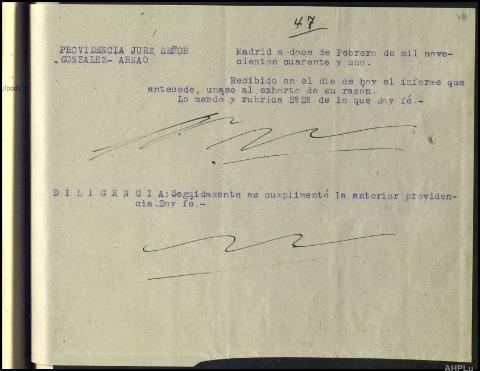 47
48
PROVIDENCIA JUEZ SEÑOR
GONZALEZ- ARNAO
Madrid a doce de Febrero de mil nove-
cientos cuarenta y uno.
Recibido en el dia de hoy el informe que
antecede, unase al exhorto de su razón.
Lo mando y rubrica Sª Sª de lo que doy fé.-
D I L I G E N C I A:Seguidamente se cumplimentó la anterior providen-
cia.Doy fé.-
AHPLu